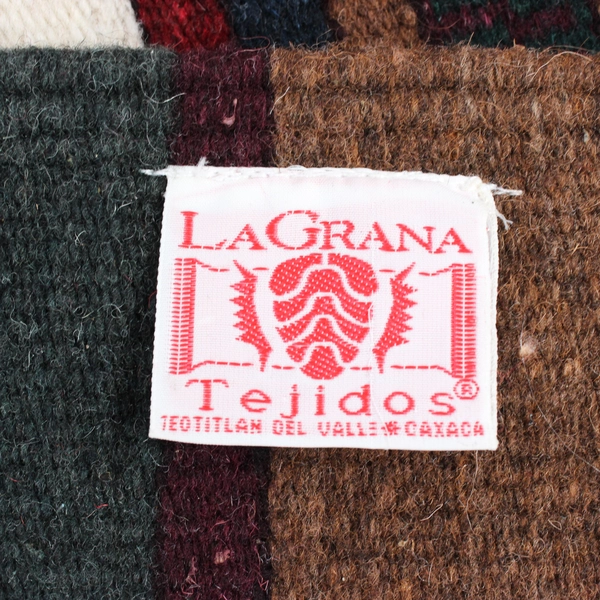 LAGRANA
Tejidos®
TEOTITLAN DEL VALLE * OAXACA